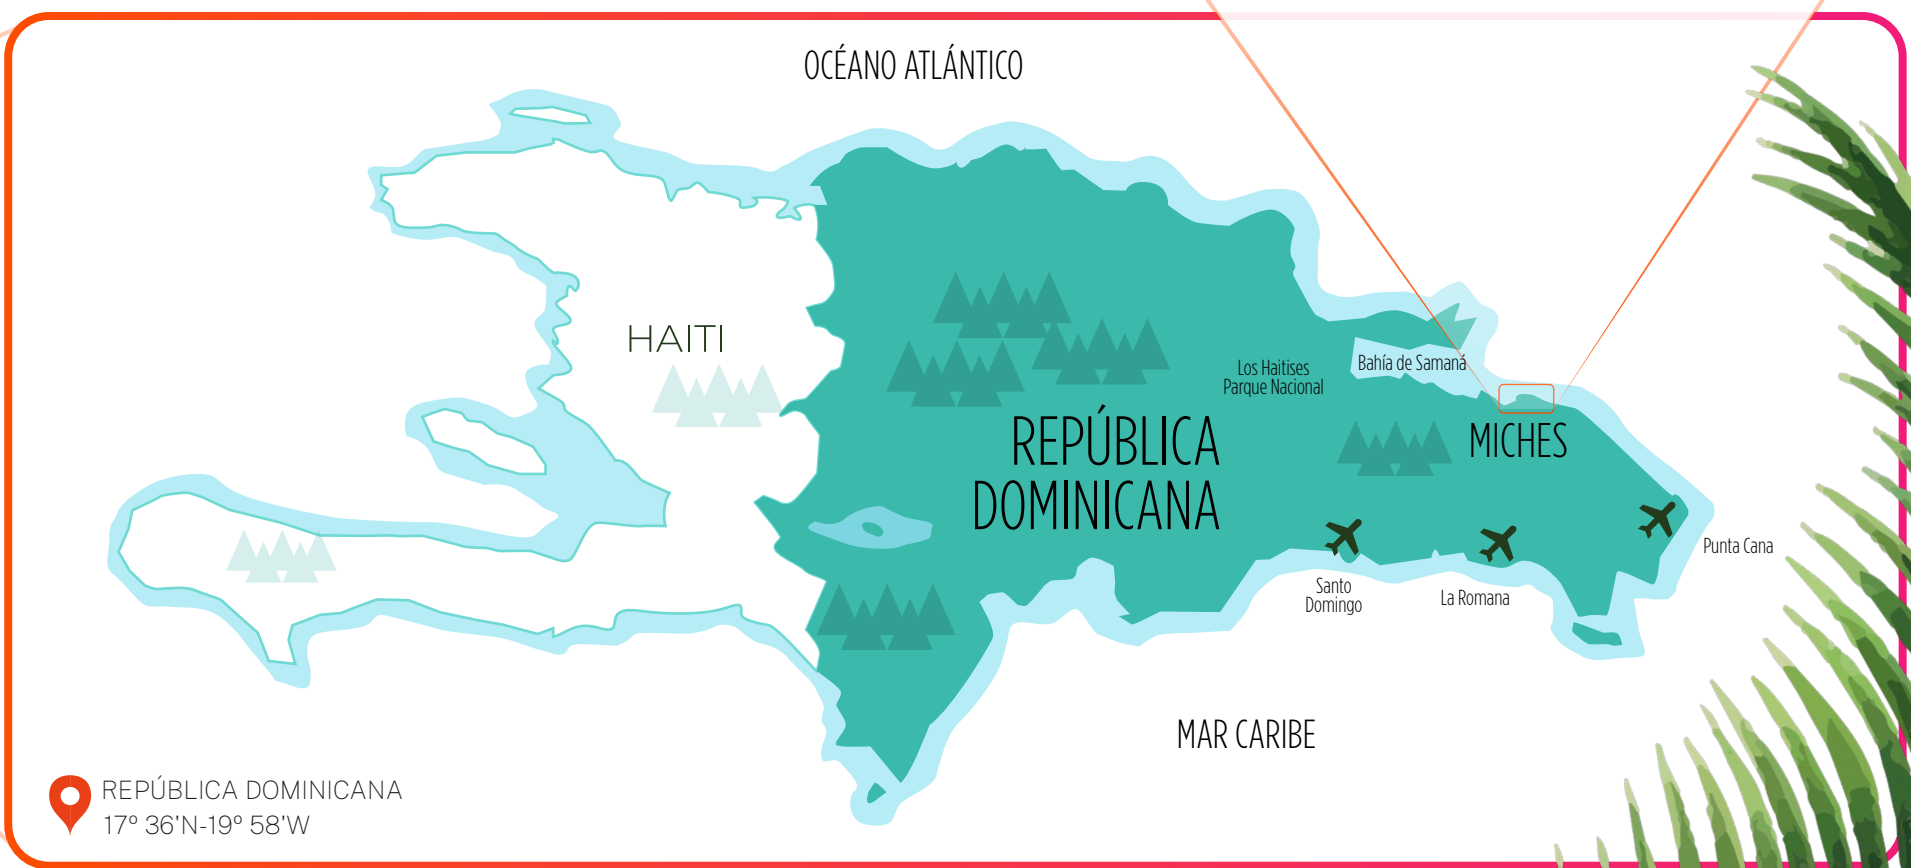 OCÉANO ATLÁNTICO
HAITI
Los Haitises
Parque Nacional
Bahía de Samaná
REPÚBLICA
DOMINICANA
MICHES
Punta Cana
Santo
Domingo
La Romana
MAR CARIBE
REPÚBLICA DOMINICANA
17º 36'N-19º 58'W